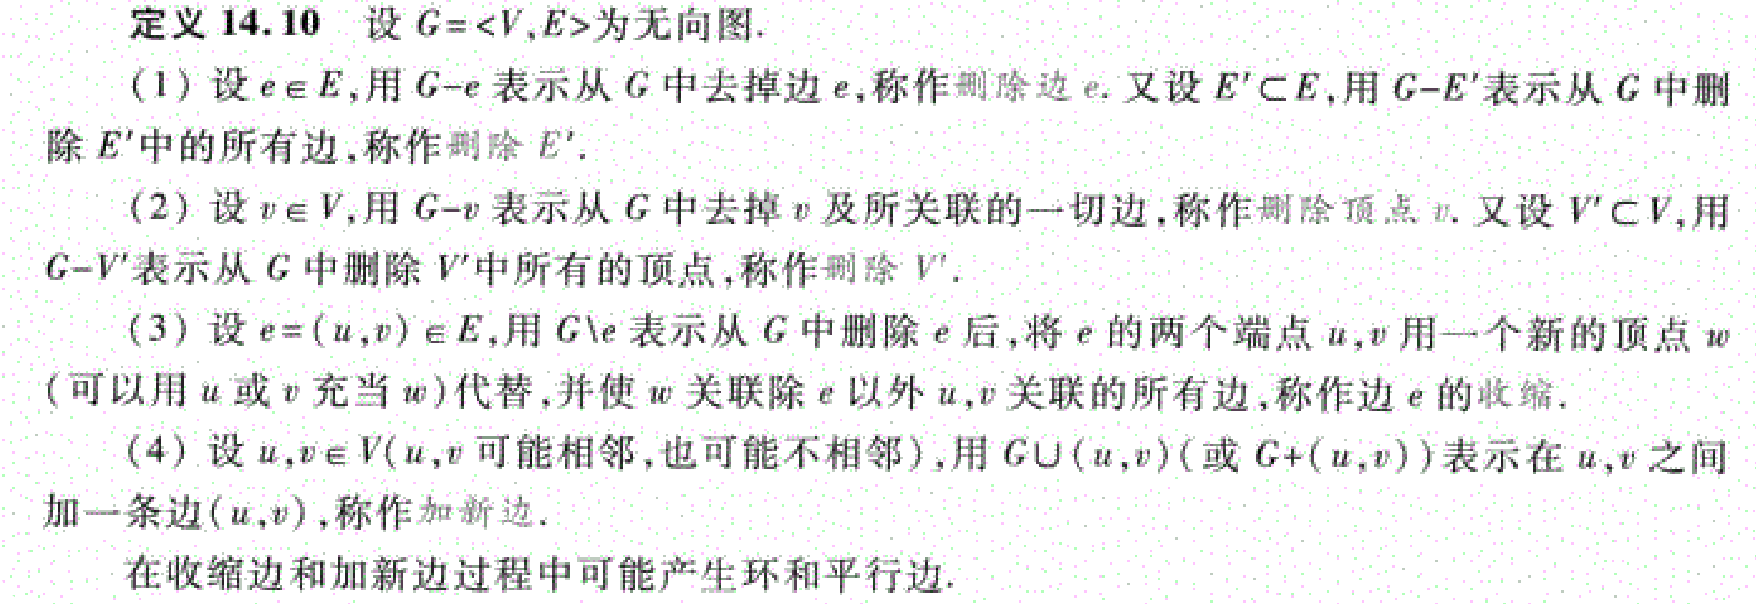 定义 14.10 设 G=<V,E>为无向图.
(1) 设 e∈E,用 G-e 表示从 G 中去掉边 e,称作删除边 e. 又设 E′⊂E,用 G-E′表示从 G 中删
除 E′中的所有边,称作删除 E′.
(2) 设 v∈V,用 G-v 表示从 G 中去掉 v 及所关联的一切边,称作删除顶点 v. 又设 V′⊂V,用
G-V′表示从 G 中删除 V′中所有的顶点,称作删除 V′.
(3) 设 e=(u,v)∈E,用 G\e 表示从 G 中删除 e 后,将 e 的两个端点 u,v 用一个新的顶点 w
(可以用 u 或 v 充当 w)代替,并使 w 关联除 e 以外 u,v 关联的所有边,称作边 e 的收缩.
(4) 设 u,v∈V(u,v 可能相邻,也可能不相邻),用 G∪(u,v)(或 G+(u,v))表示在 u,v 之间
加一条边(u,v),称作加新边.
在收缩边和加新边过程中可能产生环和平行边.